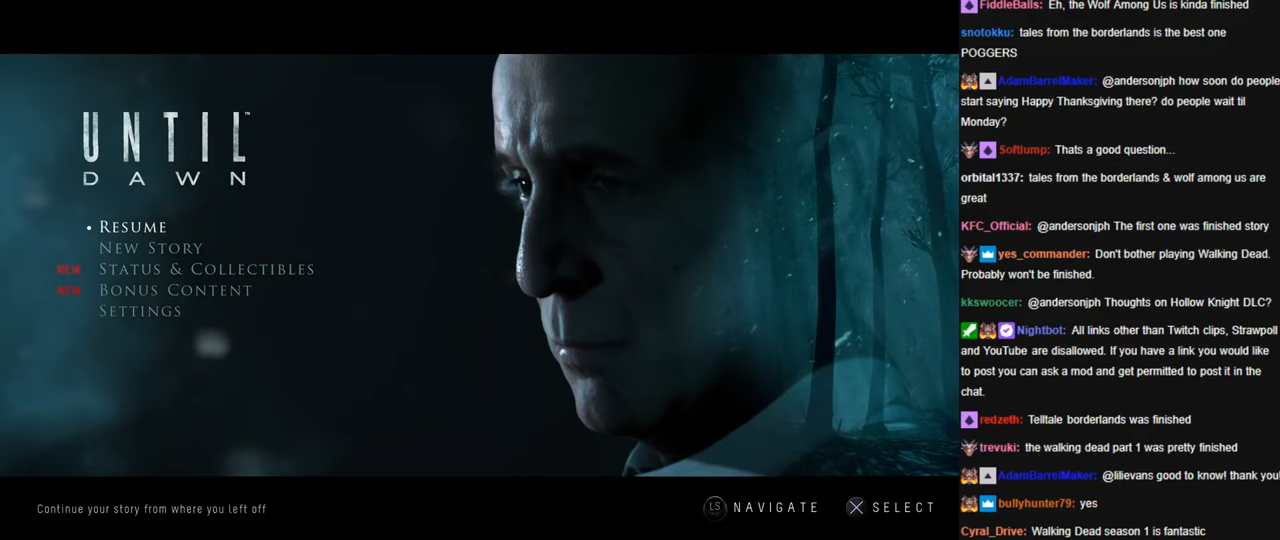 UNTIL™
DAWN
• RESUME
NEW STORY
NEW STATUS & COLLECTIBLES
NEW BONUS CONTENT
SETTINGS
Continue your story from where you left off
LS NAVIGATE
SELECT
FiddleBalls: Eh, the Wolf Among Us is kinda finished
snotokku: tales from the borderlands is the best one
POGGERS
AdamBarrelMaker: @andersonjph how soon do people
start saying Happy Thanksgiving there? do people wait til
Monday?
Softlump: Thats a good question...
orbital1337: tales from the borderlands & wolf among us are
great
KFC_Official: @andersonjph The first one was finished story
yes_commander: Don't bother playing Walking Dead.
Probably won't be finished.
kkswoocer: @andersonjph Thoughts on Hollow Knight DLC?
Nightbot: All links other than Twitch clips, Strawpoll
and YouTube are disallowed. If you have a link you would like
to post you can ask a mod and get permitted to post it in the
chat.
redzeth: Telltale borderlands was finished
trevuki: the walking dead part 1 was pretty finished
AdamBarrelMaker: @lilievans good to know! thank you!
bullyhunter79: yes
Cyral_Drive: Walking Dead season 1 is fantastic